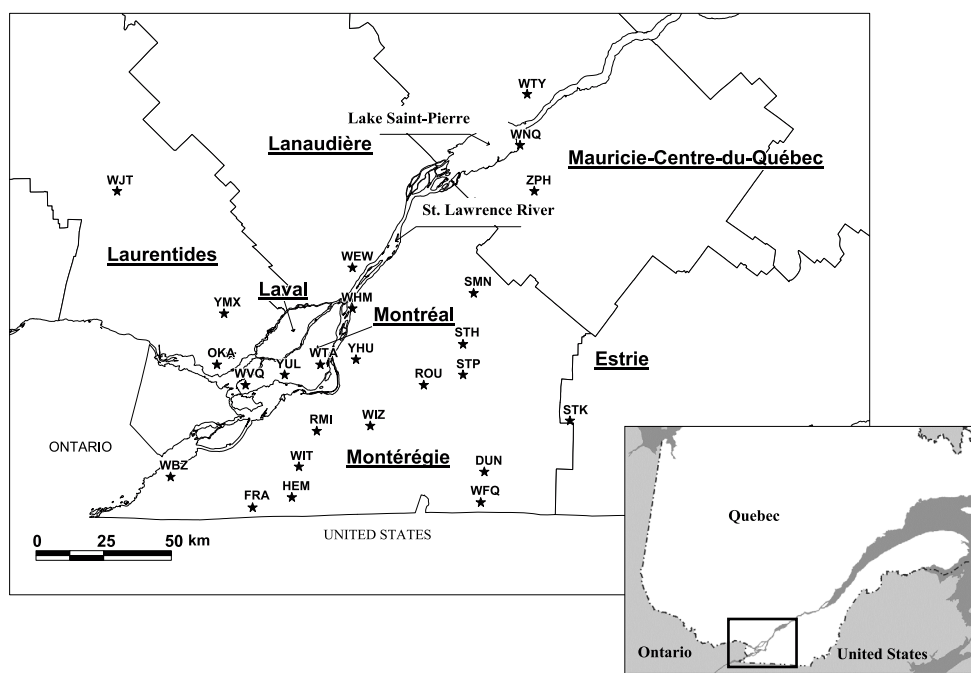 WTY
Lake Saint-Pierre
WNQ
Lanaudière
Mauricie-Centre-du-Québec
WJT
ZPH
St. Lawrence River
Laurentides
WEW
SMN
Laval
WHM
YMX
Montréal
STH
OKA
WTA
YHU
Estrie
WVQ
YUL
ROU
STP
STK
RMI
WIZ
ONTARIO
Montérégie
WBZ
WIT
DUN
HEM
FRA
WFQ
UNITED STATES
0 25 50 km
Quebec
Ontario
United States